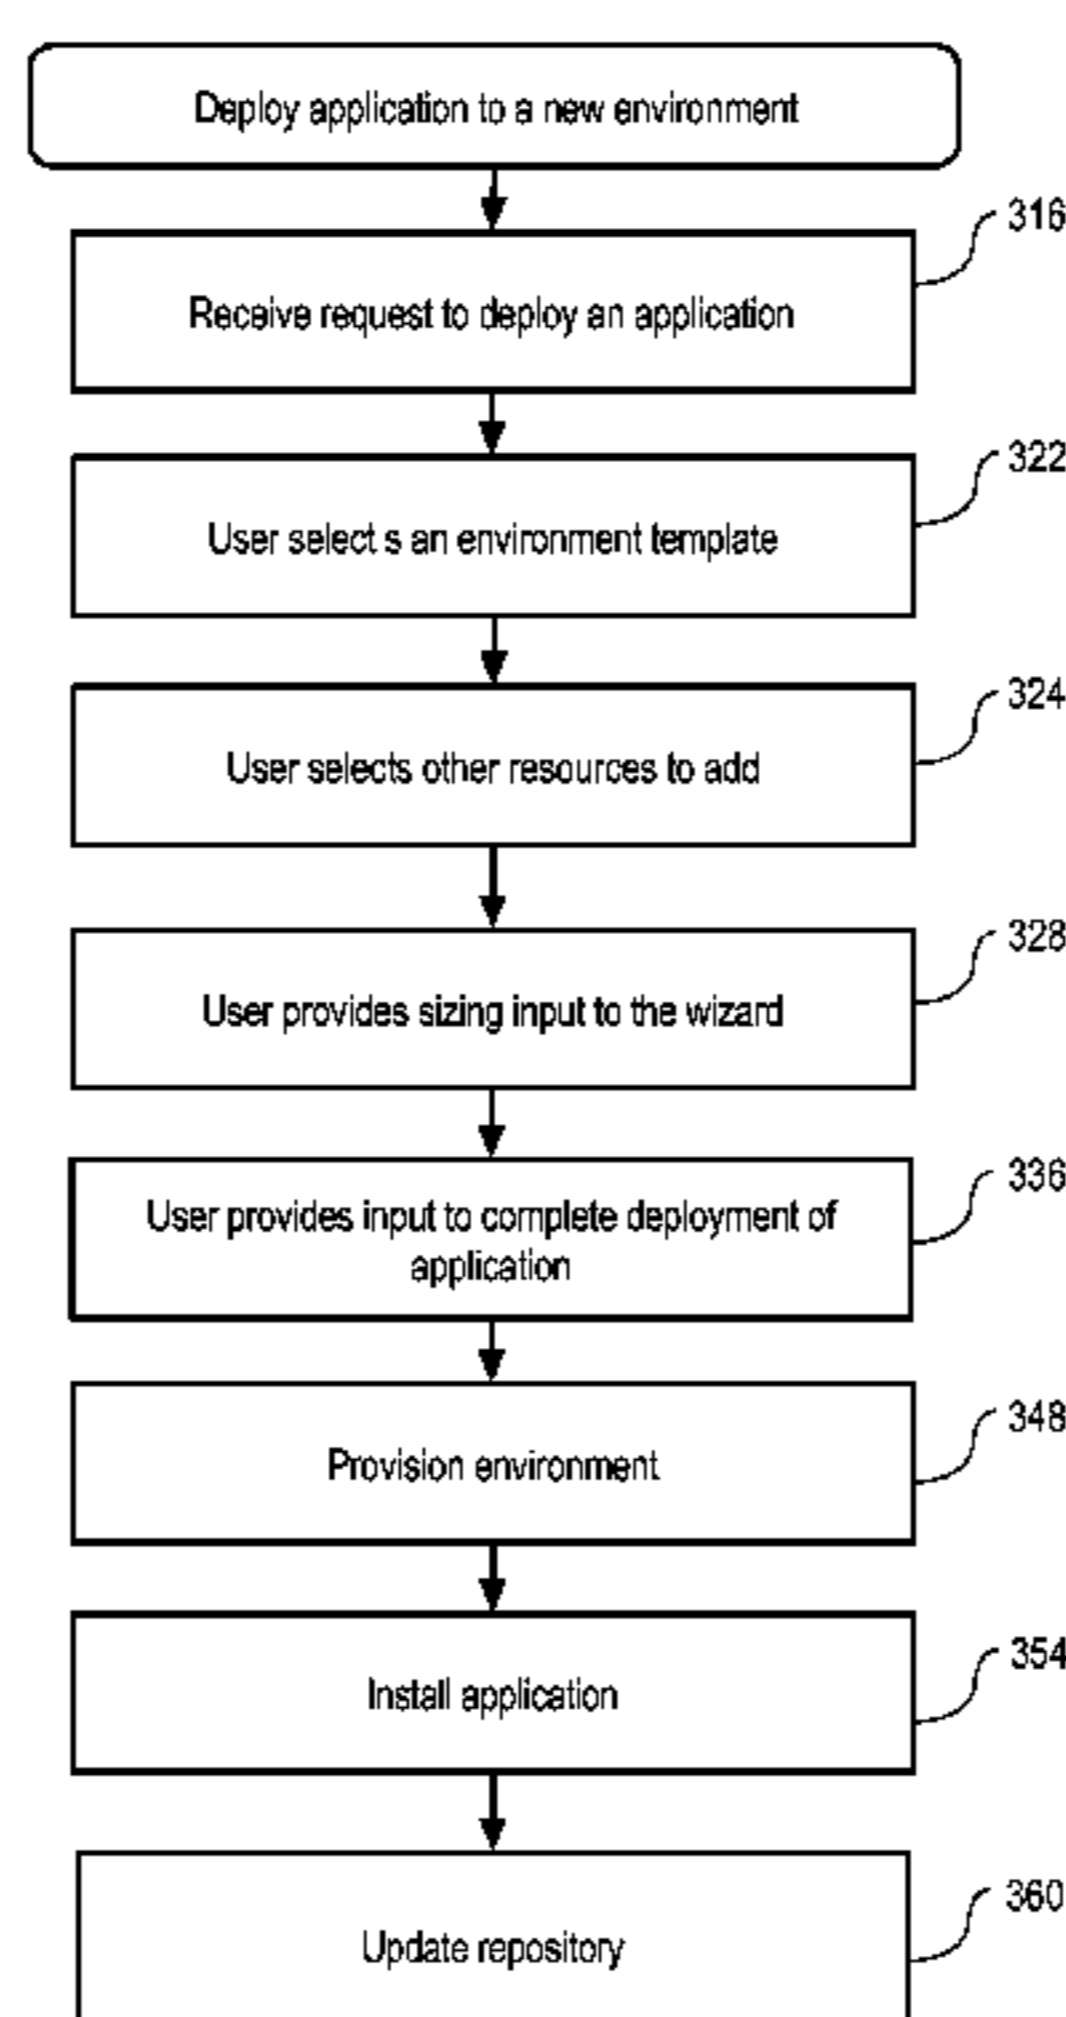 Deploy application to a new environment
316
Receive request to deploy an application
322
User select s an environment template
324
User selects other resources to add
328
User provides sizing input to the wizard
336
User provides input to complete deployment of
application
348
Provision environment
354
Install application
360
Update repository